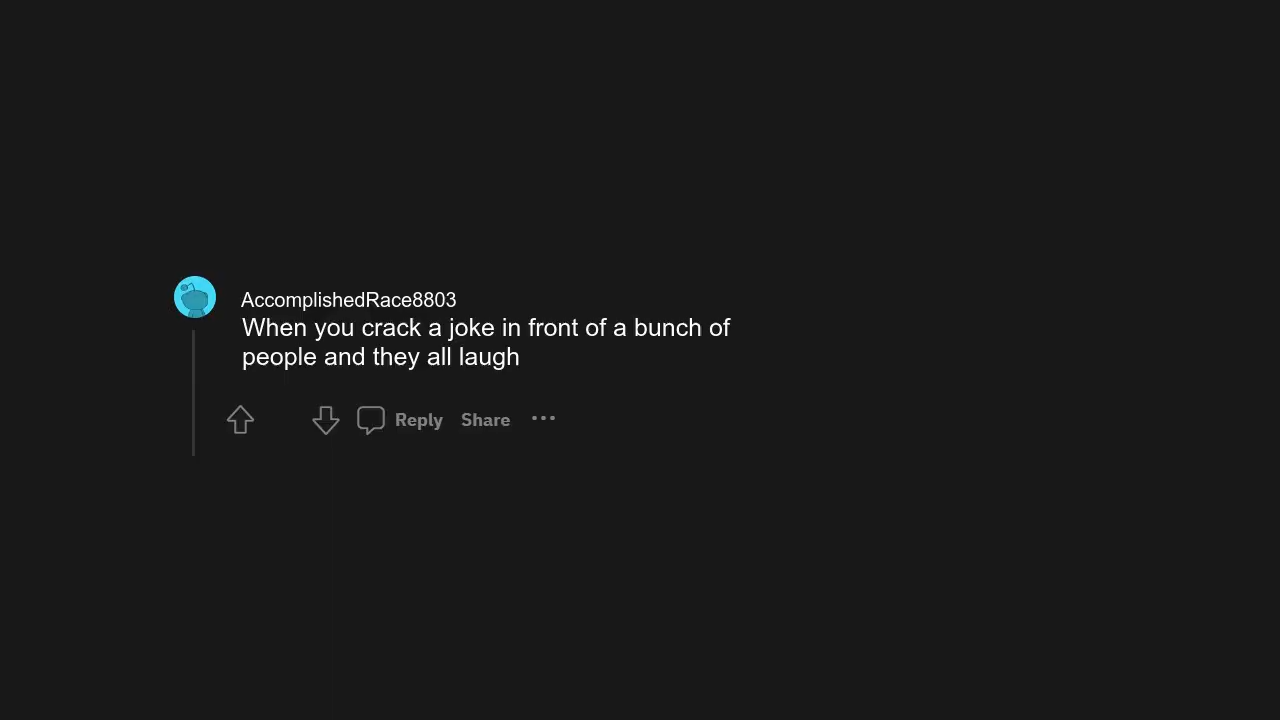 AccomplishedRace8803
When you crack a joke in front of a bunch of
people and they all laugh
Reply Share